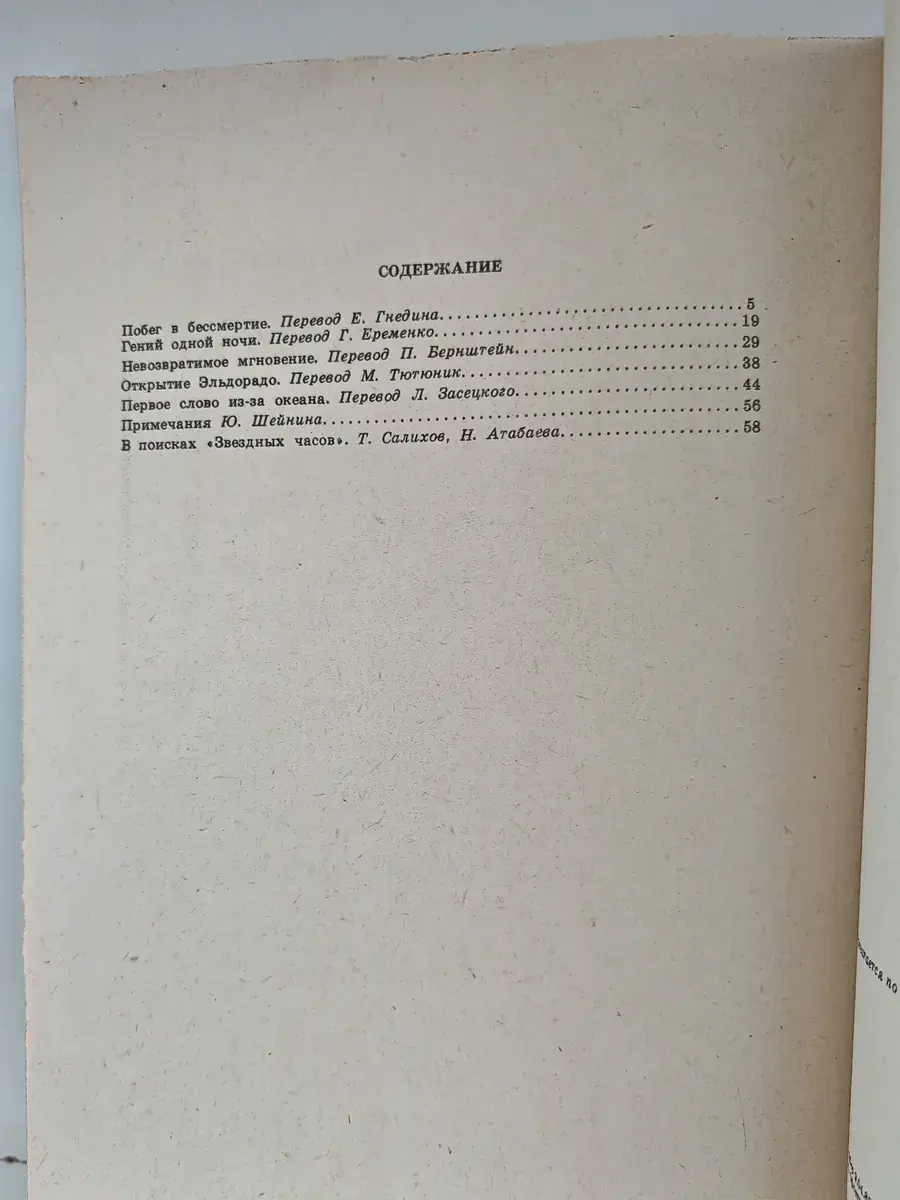 СОДЕРЖАНИЕ
Побег в бессмертие. Перевод Е. Гнедина. 5
Гений одной ночи. Перевод Г. Еременко. 19
Невозвратимое мгновение. Перевод П. Бернштейн. 29
Открытие Эльдорадо. Перевод М. Тютюник. 38
Первое слово из-за океана. Перевод Л. Засецкого. 44
Примечания Ю. Шейнина. 56
В поисках «Звездных часов». Т. Салихов, Н. Атабаева. 58
по